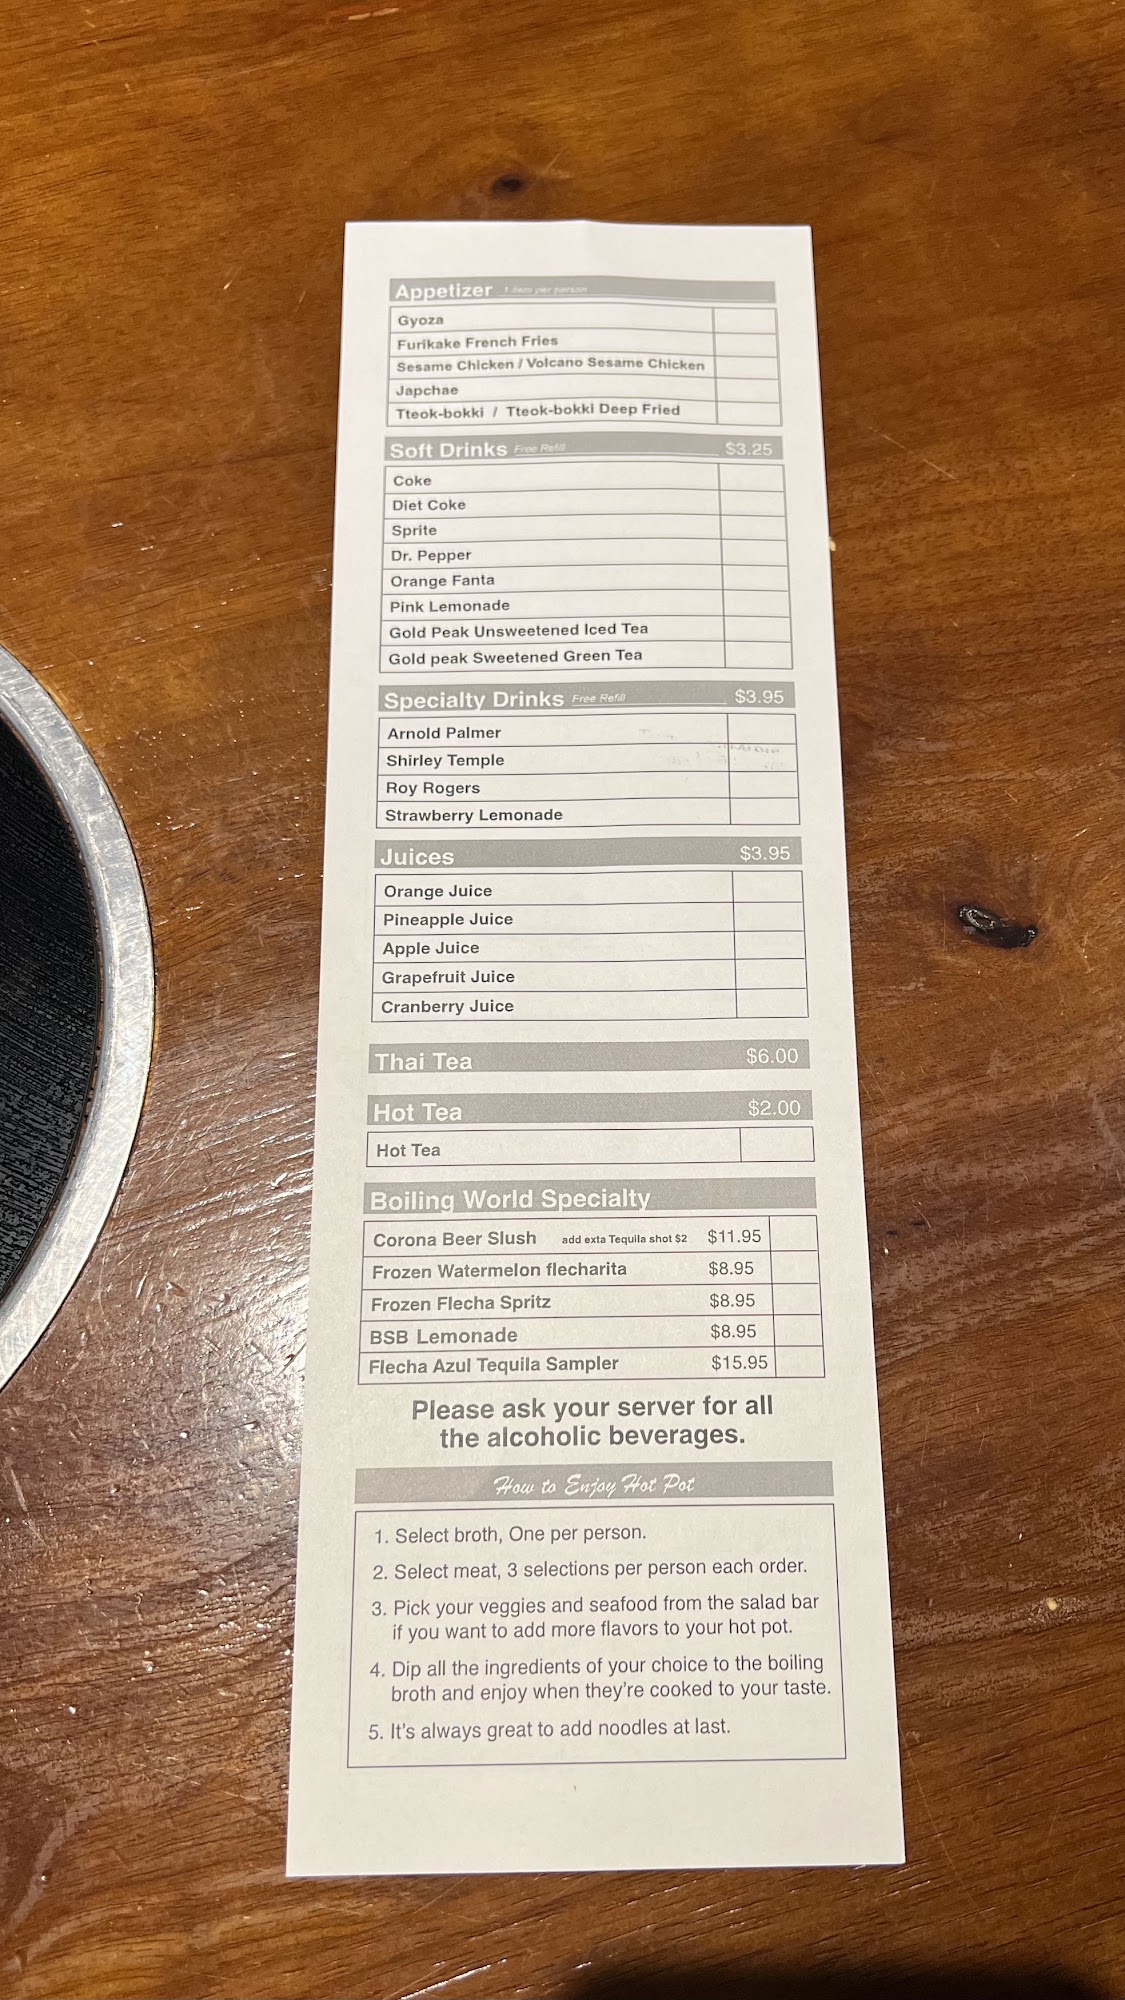 Appetizer 1 item per person
Gyoza
Furikake French Fries
Sesame Chicken / Volcano Sesame Chicken
Japchae
Tteok-bokki / Tteok-bokki Deep Fried
Soft Drinks Free Refill $3.25
Coke
Diet Coke
Sprite
Dr. Pepper
Orange Fanta
Pink Lemonade
Gold Peak Unsweetened Iced Tea
Gold peak Sweetened Green Tea
Specialty Drinks Free Refill $3.95
Arnold Palmer
Shirley Temple
Roy Rogers
Strawberry Lemonade
Juices $3.95
Orange Juice
Pineapple Juice
Apple Juice
Grapefruit Juice
Cranberry Juice
Thai Tea $6.00
Hot Tea $2.00
Hot Tea
Boiling World Specialty
Corona Beer Slush add exta Tequila shot $2 $11.95
Frozen Watermelon flecharita $8.95
Frozen Flecha Spritz $8.95
BSB Lemonade $8.95
Flecha Azul Tequila Sampler $15.95
Please ask your server for all
the alcoholic beverages.
How to Enjoy Hot Pot
1. Select broth, One per person.
2. Select meat, 3 selections per person each order.
3. Pick your veggies and seafood from the salad bar
if you want to add more flavors to your hot pot.
4. Dip all the ingredients of your choice to the boiling
broth and enjoy when they're cooked to your taste.
5. It's always great to add noodles at last.